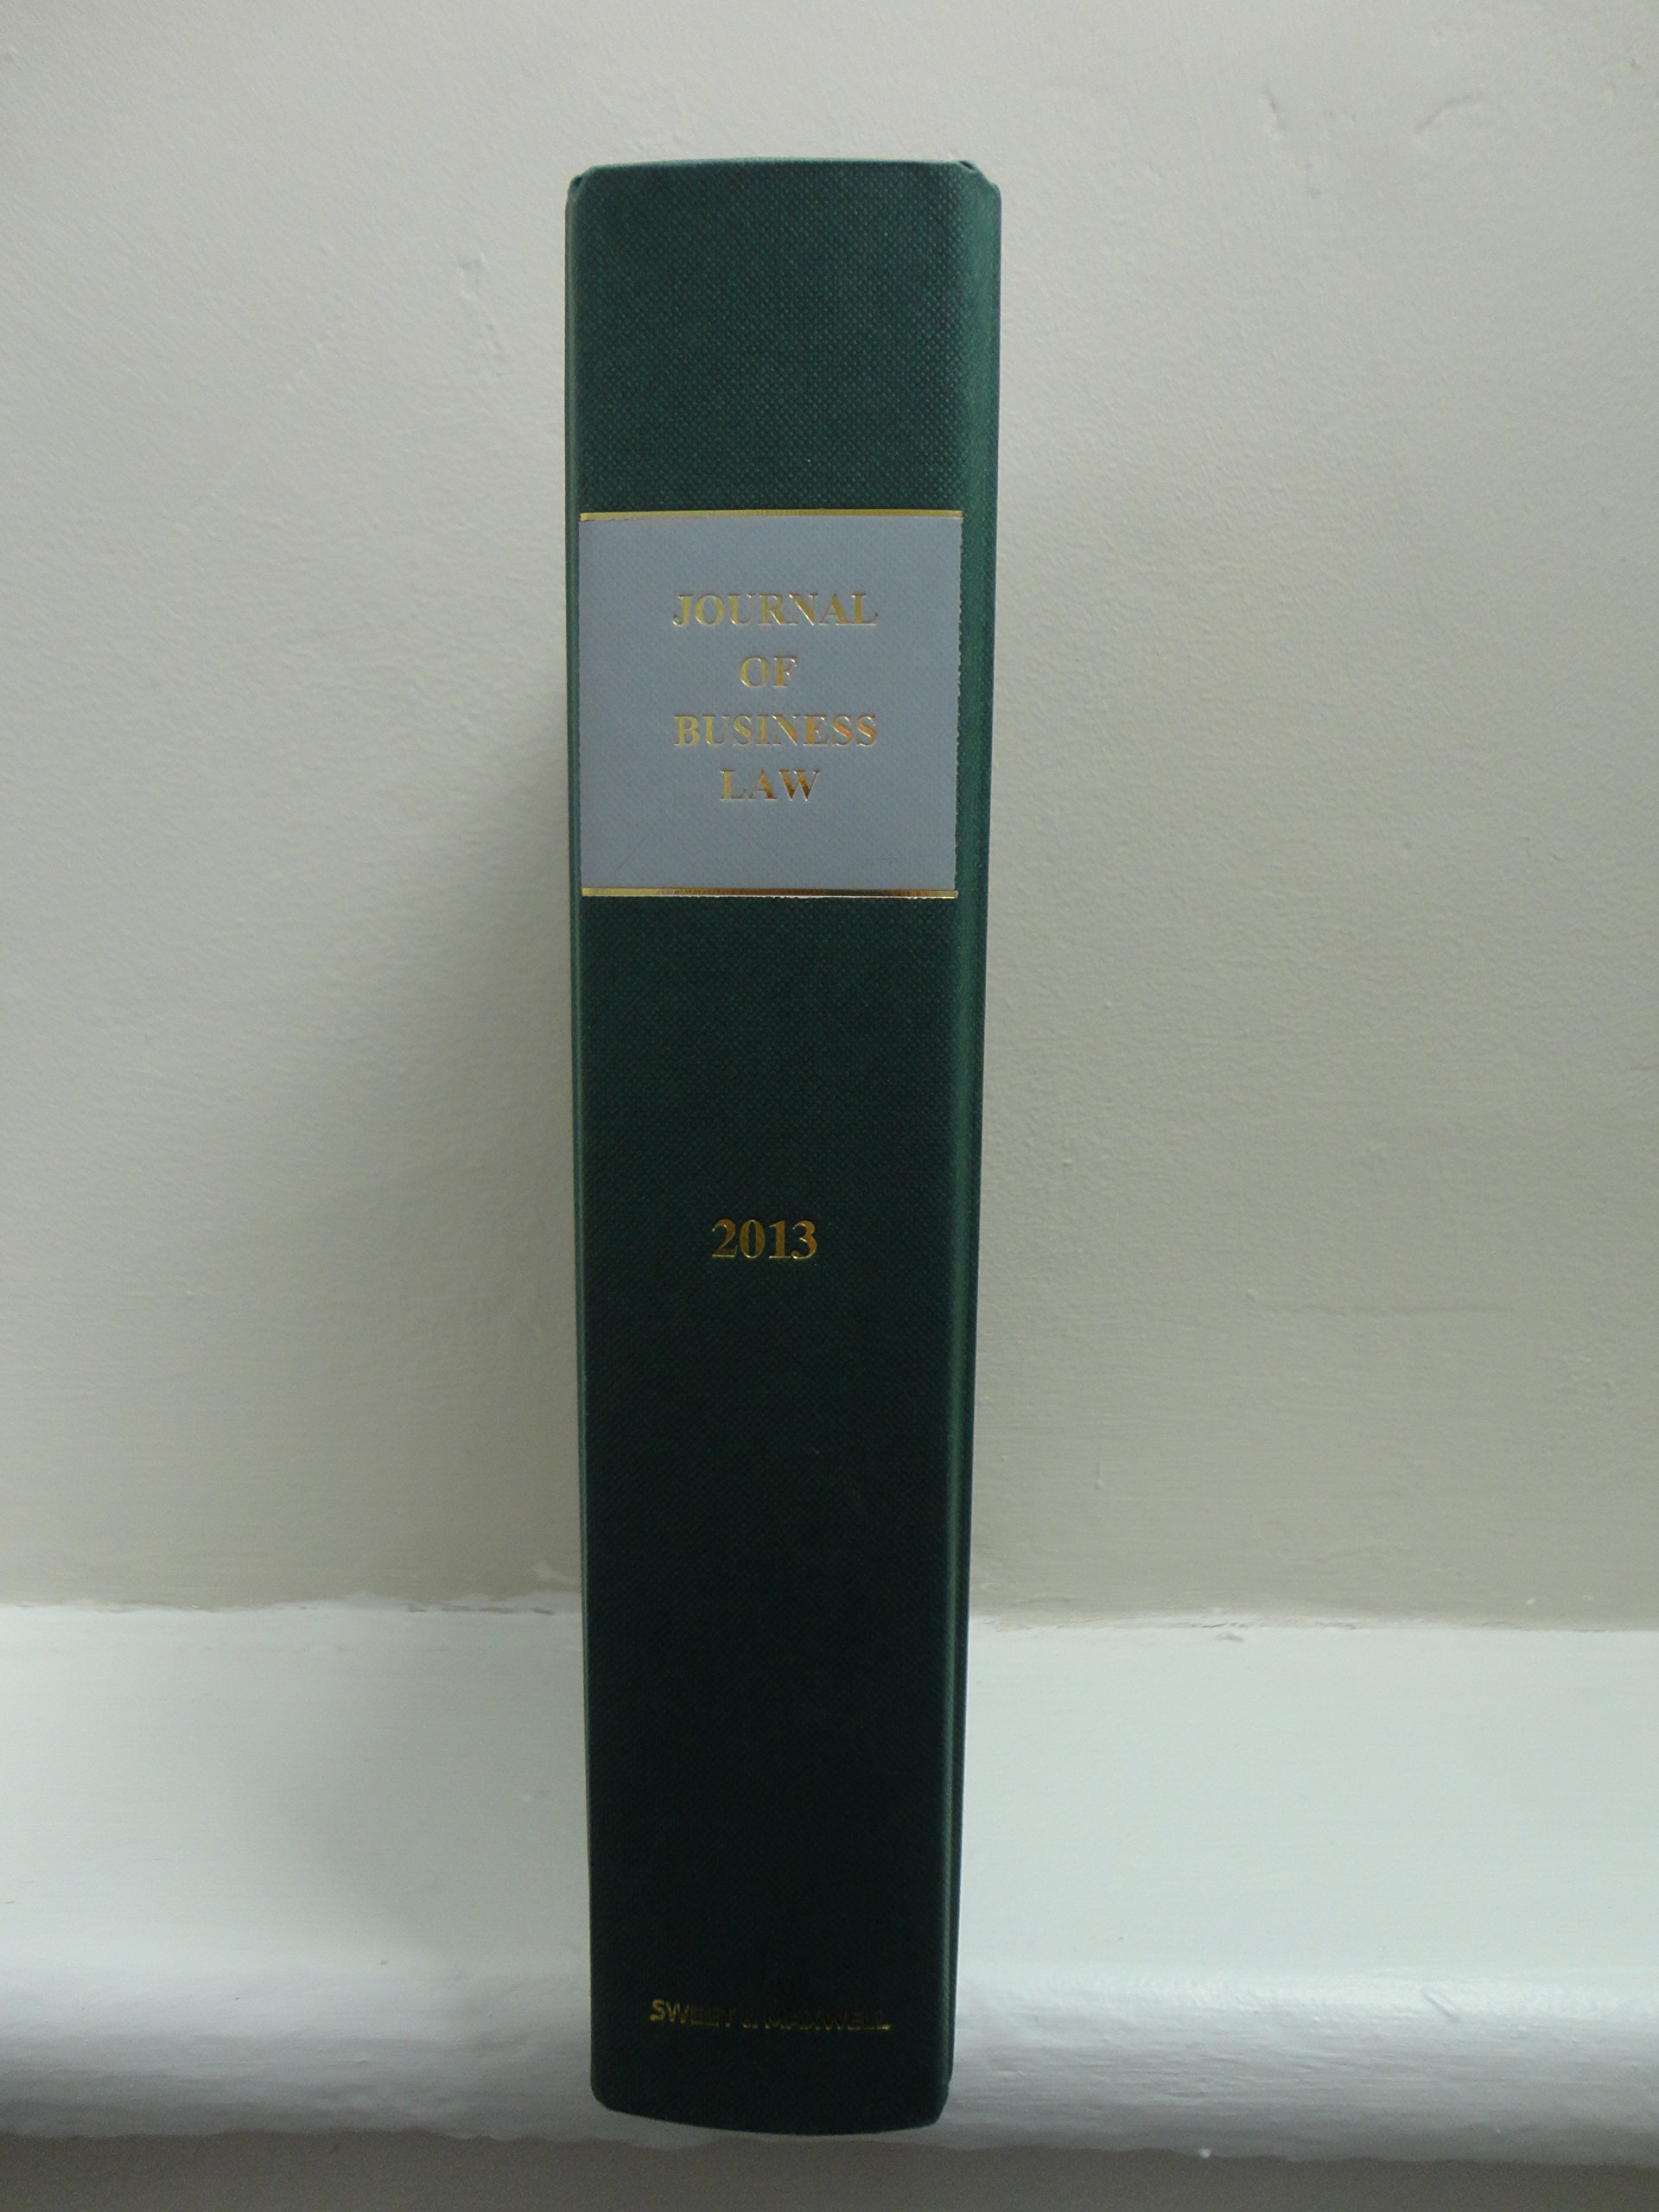 JOURNAL
OF
BUSINESS
LAW
2013
SWEET & MAXWELL